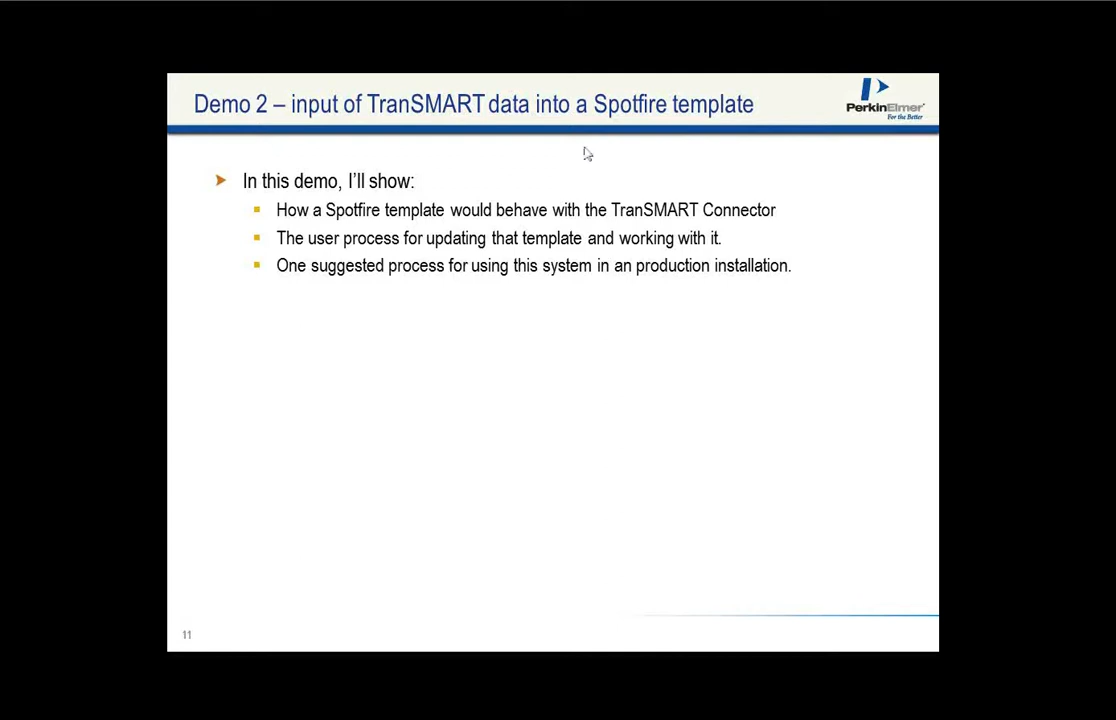 Demo 2 – input of TranSMART data into a Spotfire template
PerkinElmer
For the Better
In this demo, I'll show:
How a Spotfire template would behave with the TranSMART Connector
The user process for updating that template and working with it.
One suggested process for using this system in an production installation.
11